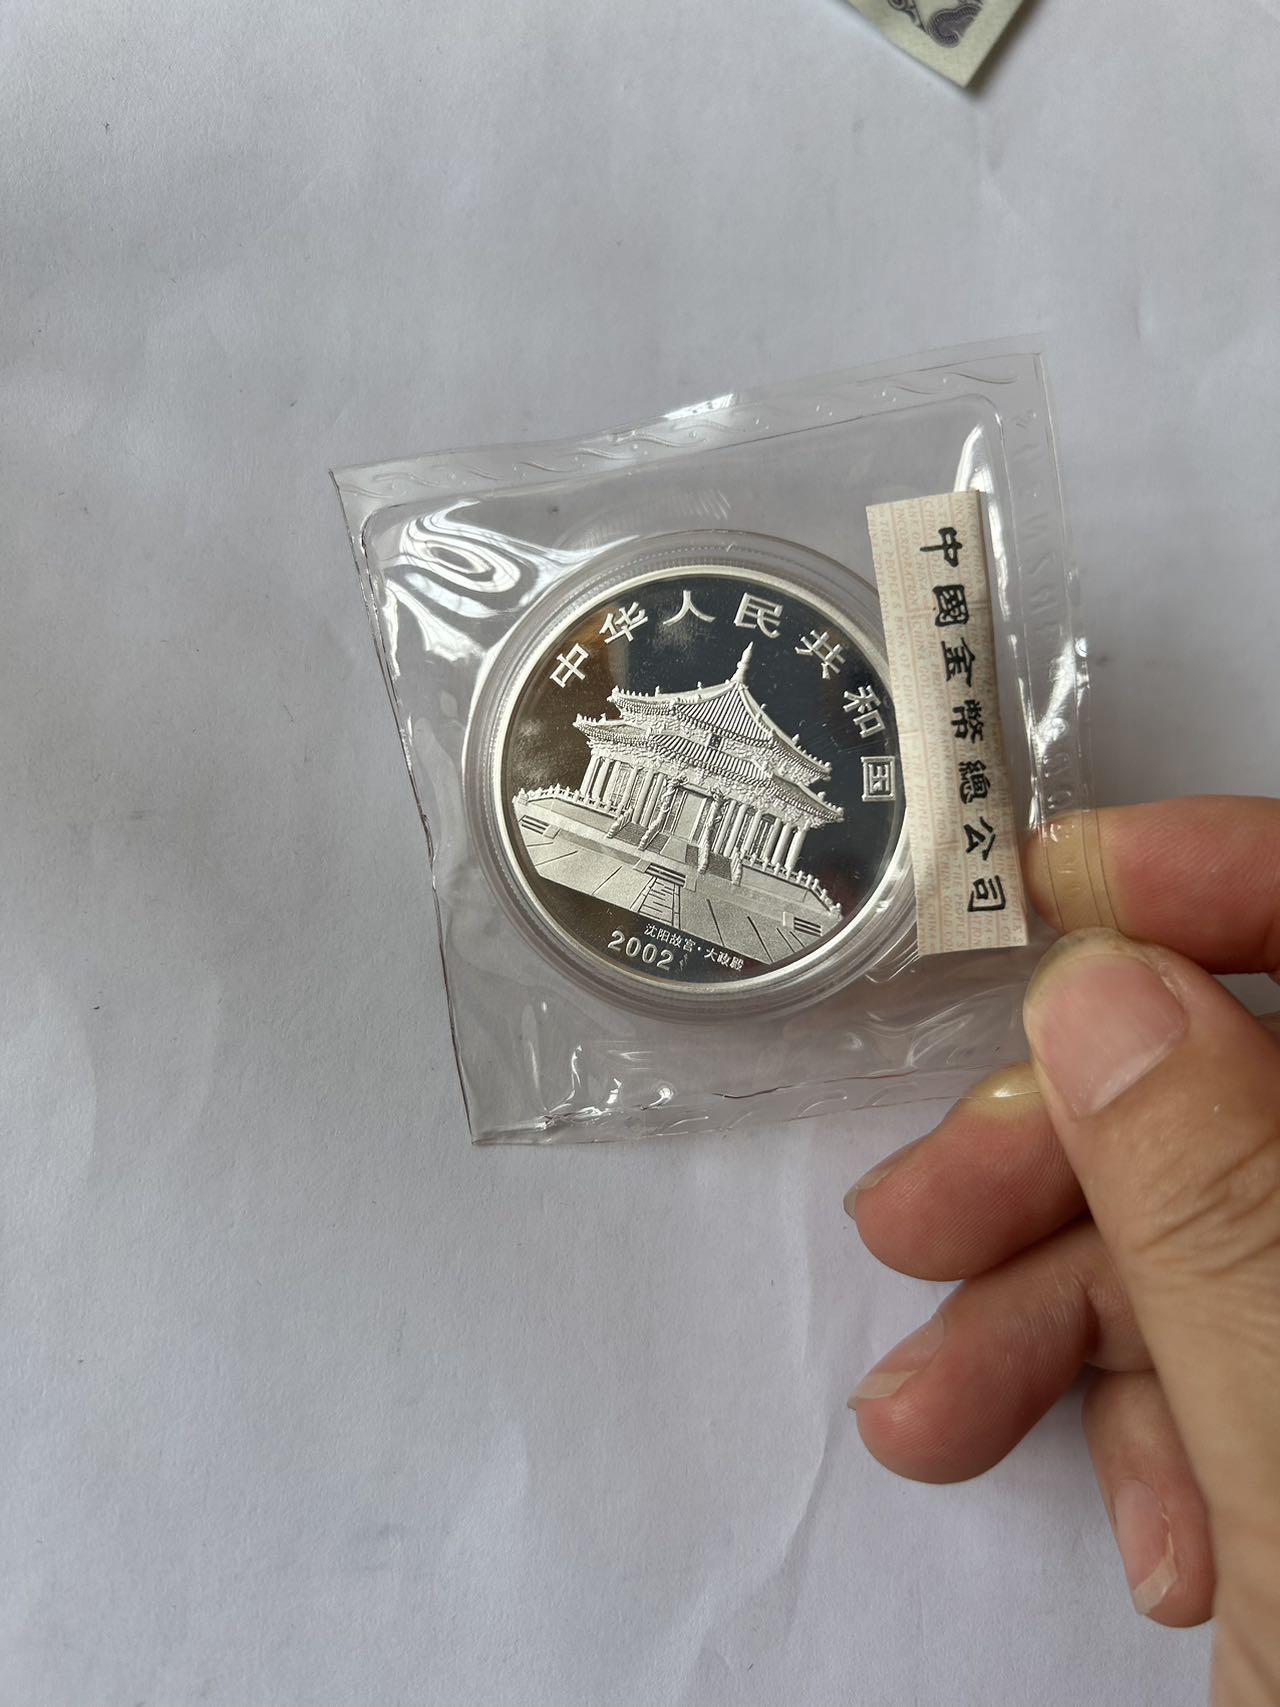 中华人民共和国
沈阳故宫·大政殿
2002
中國金幣總公司